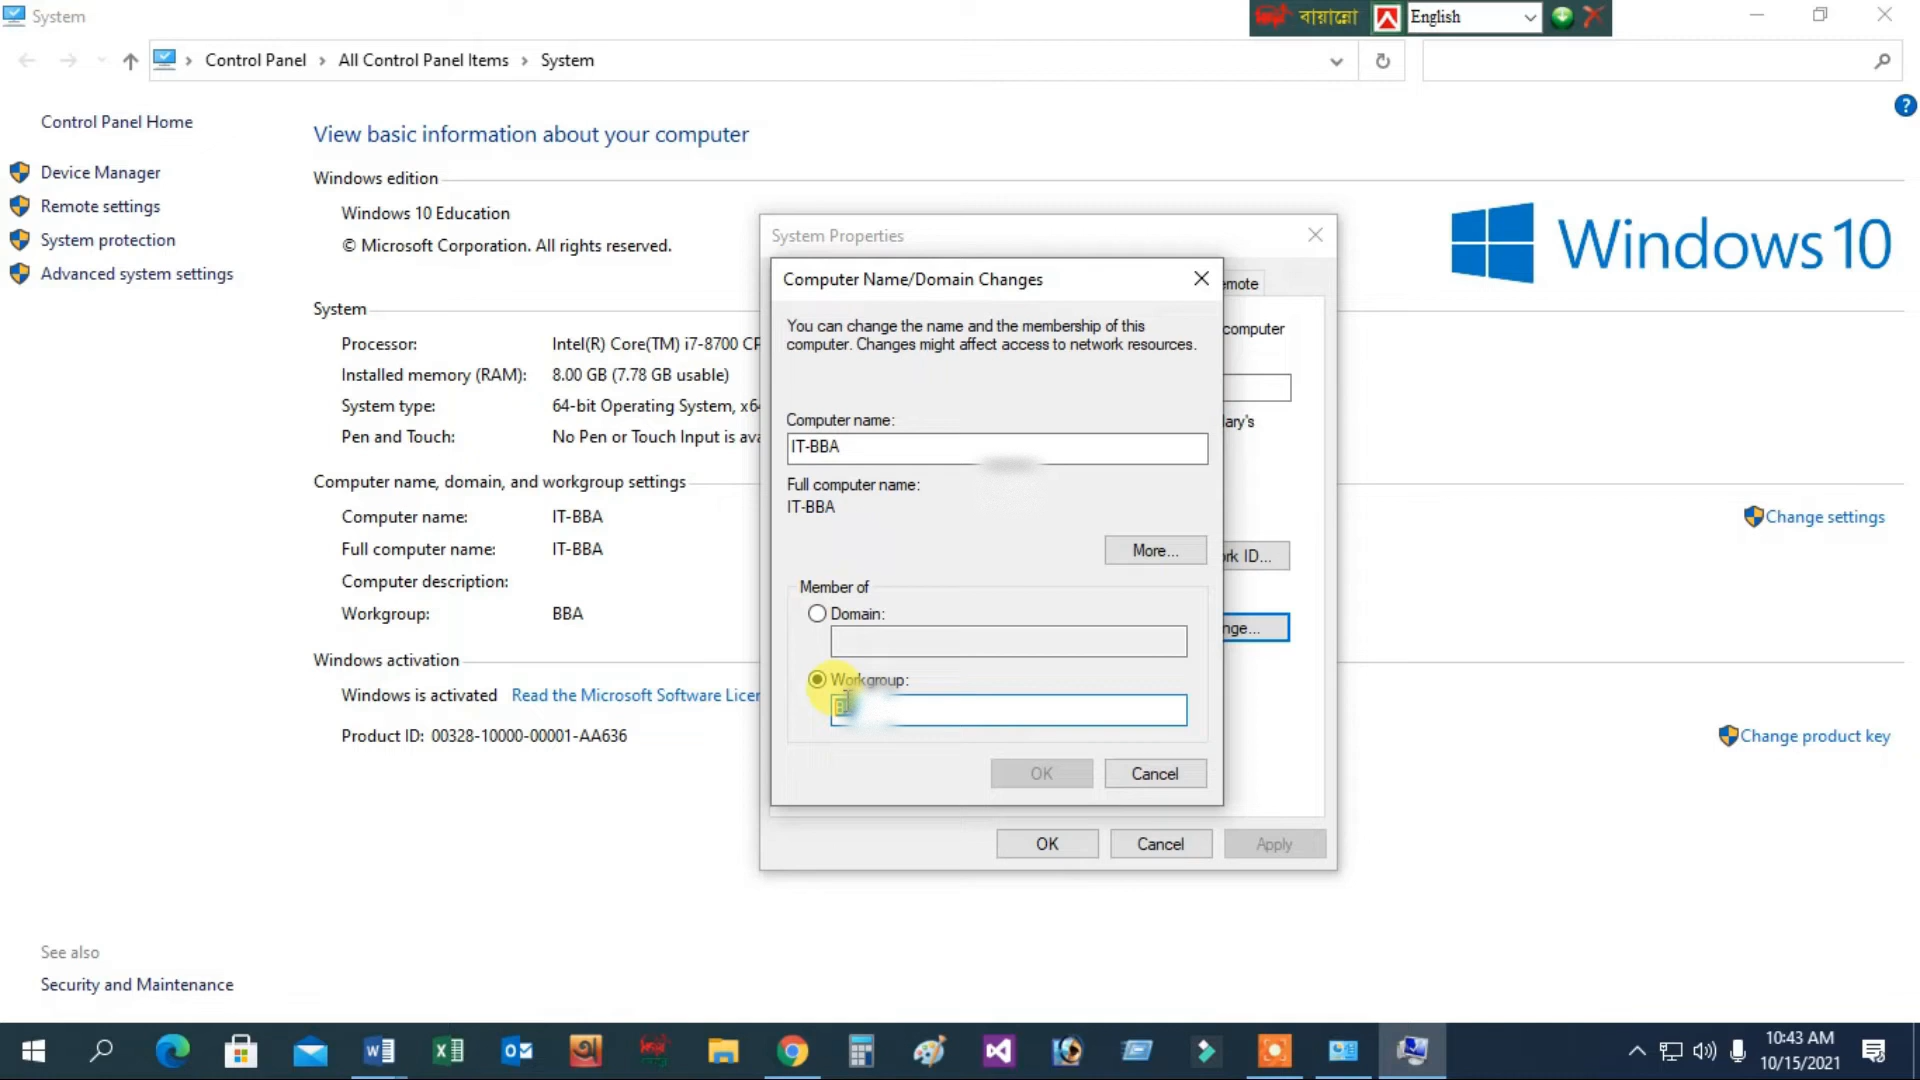 System
বায়ান্নো
English
Control Panel
All Control Panel Items
System
Control Panel Home
Device Manager
Remote settings
System protection
Advanced system settings
View basic information about your computer
Windows edition
Windows 10 Education
© Microsoft Corporation. All rights reserved.
Windows 10
System
Processor: Intel(R) Core(TM) i7-8700 CP
Installed memory (RAM): 8.00 GB (7.78 GB usable)
System type: 64-bit Operating System, x6
Pen and Touch: No Pen or Touch Input is ava
Computer name, domain, and workgroup settings
Computer name: IT-BBA
Full computer name: IT-BBA
Computer description:
Workgroup: BBA
Change settings
Windows activation
Windows is activated Read the Microsoft Software Licen
Product ID: 00328-10000-00001-AA636
Change product key
See also
Security and Maintenance
System Properties
emote
computer
ary's
rk ID...
nge...
OK
Cancel
Apply
Computer Name/Domain Changes
You can change the name and the membership of this
computer. Changes might affect access to network resources.
Computer name:
IT-BBA
Full computer name:
IT-BBA
More...
Member of
Domain:
Workgroup:
OK
Cancel
10:43 AM
10/15/2021